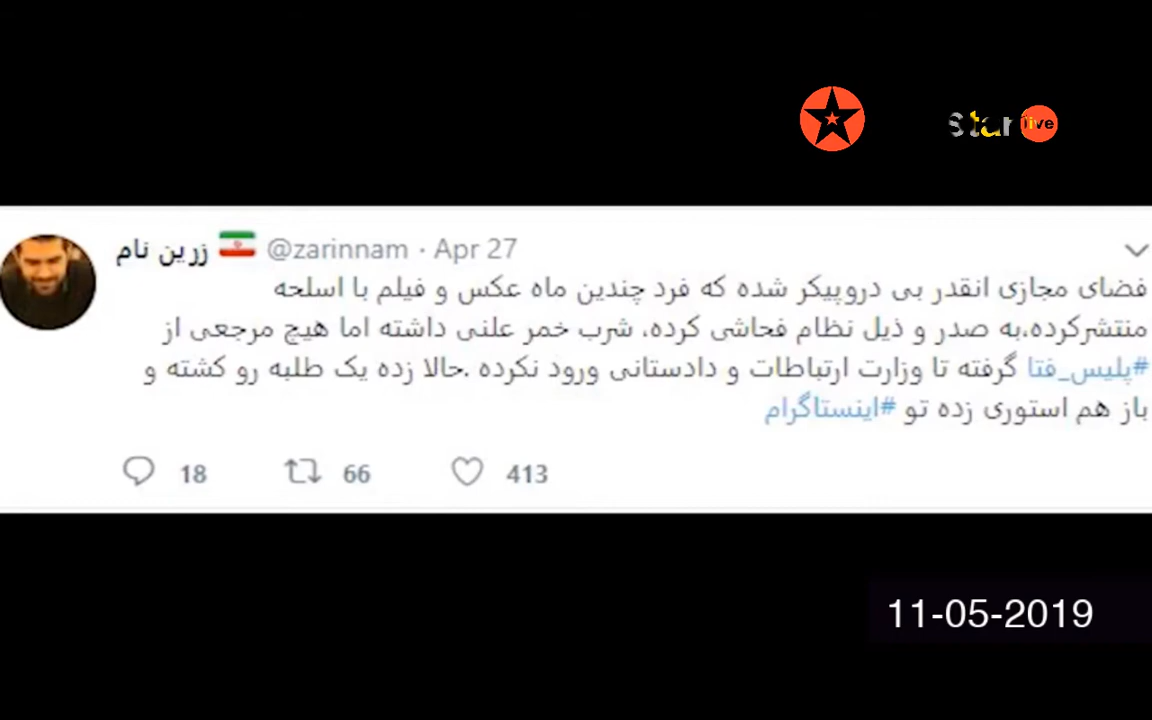 Star live
زرین نام @zarinnam · Apr 27
فضای مجازی انقدر بی دروپیکر شده که فرد چندین ماه عکس و فیلم با اسلحه
منتشرکرده،به صدر و ذیل نظام فحاشی کرده، شرب خمر علنی داشته اما هیچ مرجعی از
#پلیس_فتا گرفته تا وزارت ارتباطات و دادستانی ورود نکرده .حالا زده یک طلبه رو کشته و
باز هم استوری زده تو #اینستاگرام
18 66 413
11-05-2019